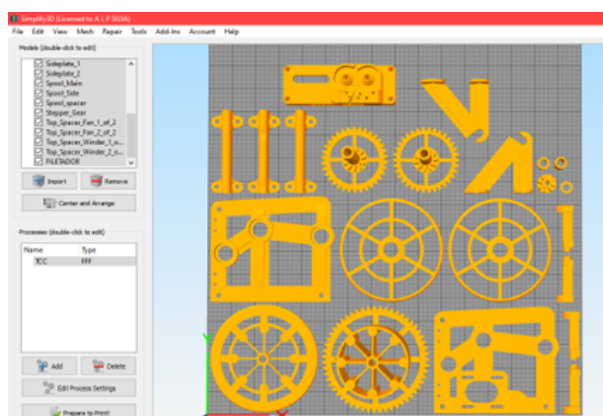 Simplify3D (Licensed to A L P SILVA)
File Edit View Mesh Repair Tools Add-Ins Account Help
Models (double-click to edit)
Sideplate_1
Sideplate_2
Spool_Main
Spool_Side
Spool_spacer
Stepper_Gear
Top_Spacer_Fan_1_of_2
Top_Spacer_Fan_2_of_2
Top_Spacer_Winder_1_o...
Top_Spacer_Winder_2_o...
FILETADOR
Import Remove
Center and Arrange
Processes (double-click to edit)
Name Type
TCC FFF
Add Delete
Edit Process Settings
Prepare to Print!